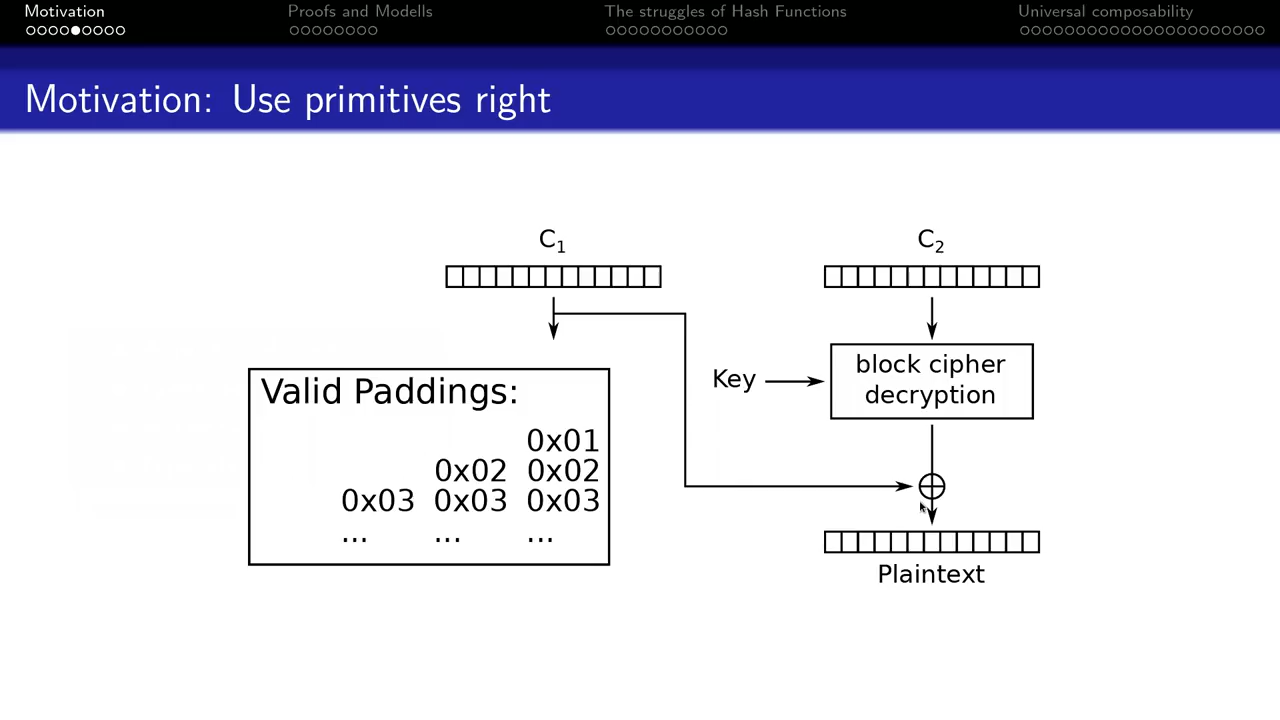 Motivation
Proofs and Modells
The struggles of Hash Functions
Universal composability
Motivation: Use primitives right
C1
C2
Valid Paddings:
0x01
0x02 0x02
0x03 0x03 0x03
... ... ...
Key
block cipher
decryption
Plaintext